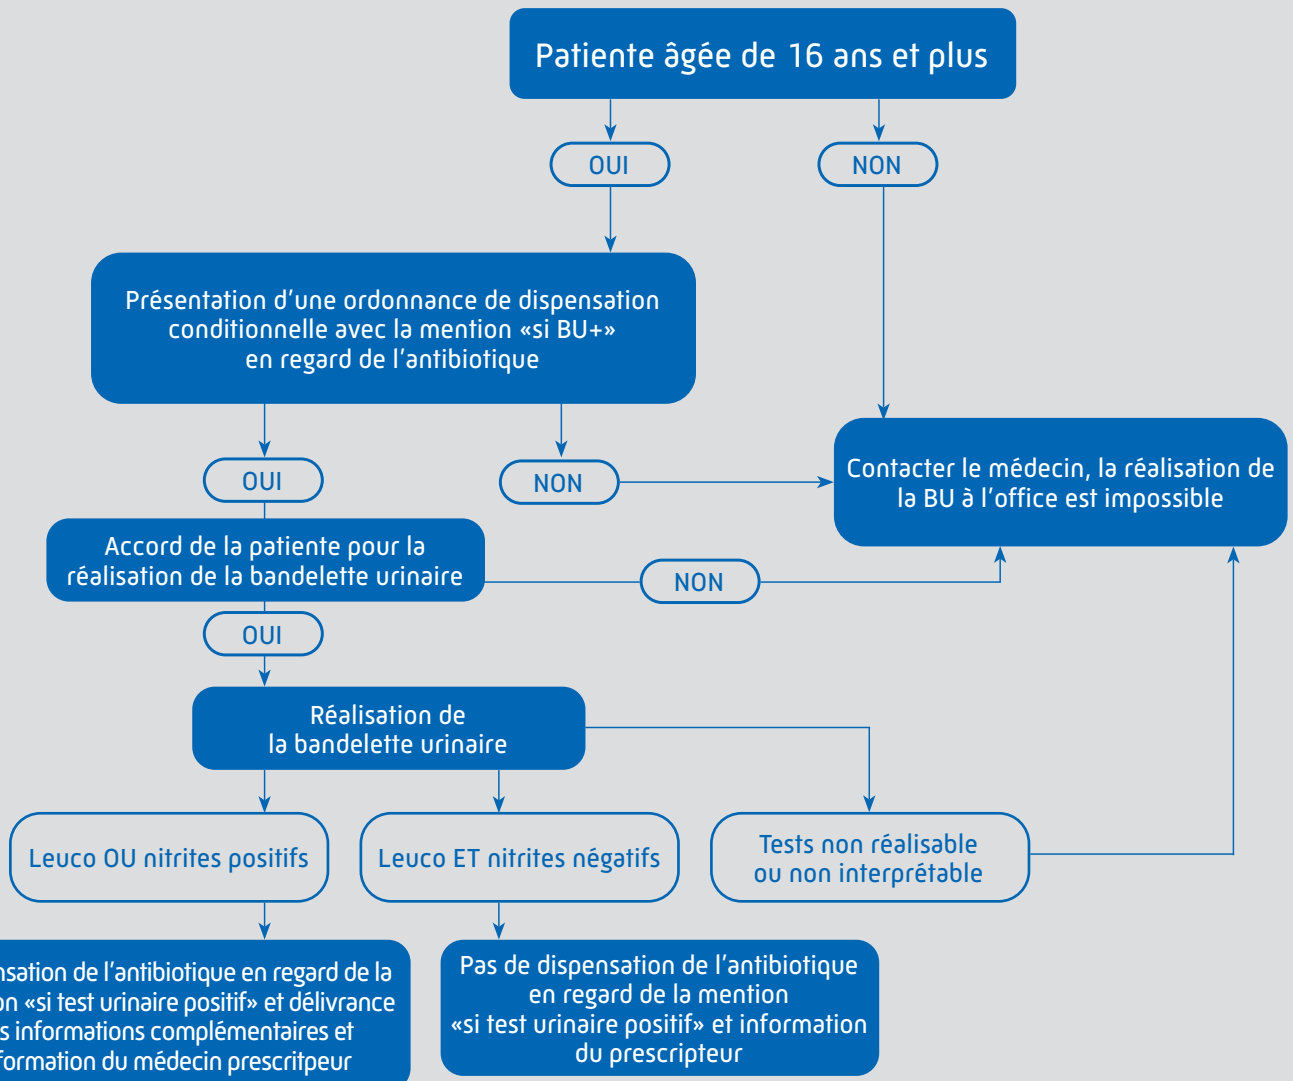 Patiente âgée de 16 ans et plus
OUI
NON
Présentation d'une ordonnance de dispensation
conditionnelle avec la mention «si BU+»
en regard de l'antibiotique
OUI
NON
Contacter le médecin, la réalisation de
la BU à l'office est impossible
Accord de la patiente pour la
réalisation de la bandelette urinaire
NON
OUI
Réalisation de
la bandelette urinaire
Leuco OU nitrites positifs
Leuco ET nitrites négatifs
Tests non réalisable
ou non interprétable
nsation de l'antibiotique en regard de la
on «si test urinaire positif» et délivrance
s informations complémentaires et
formation du médecin prescritpeur
Pas de dispensation de l'antibiotique
en regard de la mention
«si test urinaire positif» et information
du prescripteur